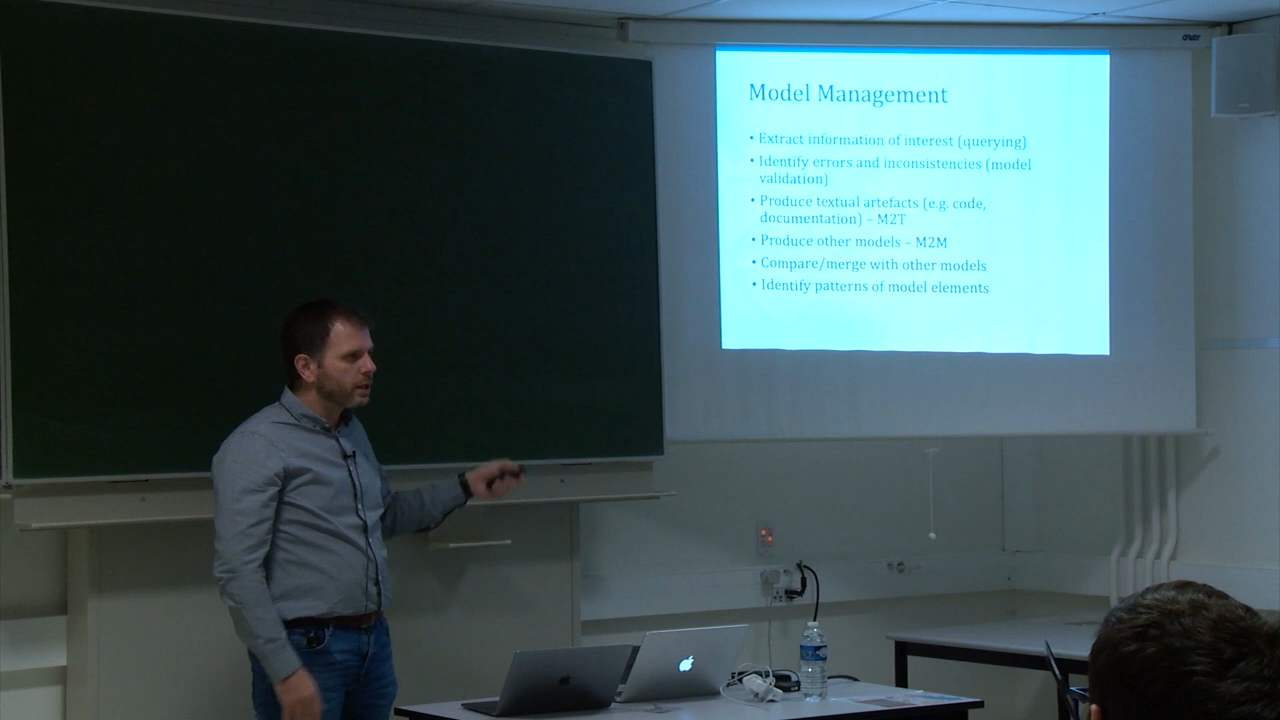 Model Management
• Extract information of interest (querying)
• Identify errors and inconsistencies (model
validation)
• Produce textual artefacts (e.g. code,
documentation) – M2T
• Produce other models – M2M
• Compare/merge with other models
• Identify patterns of model elements